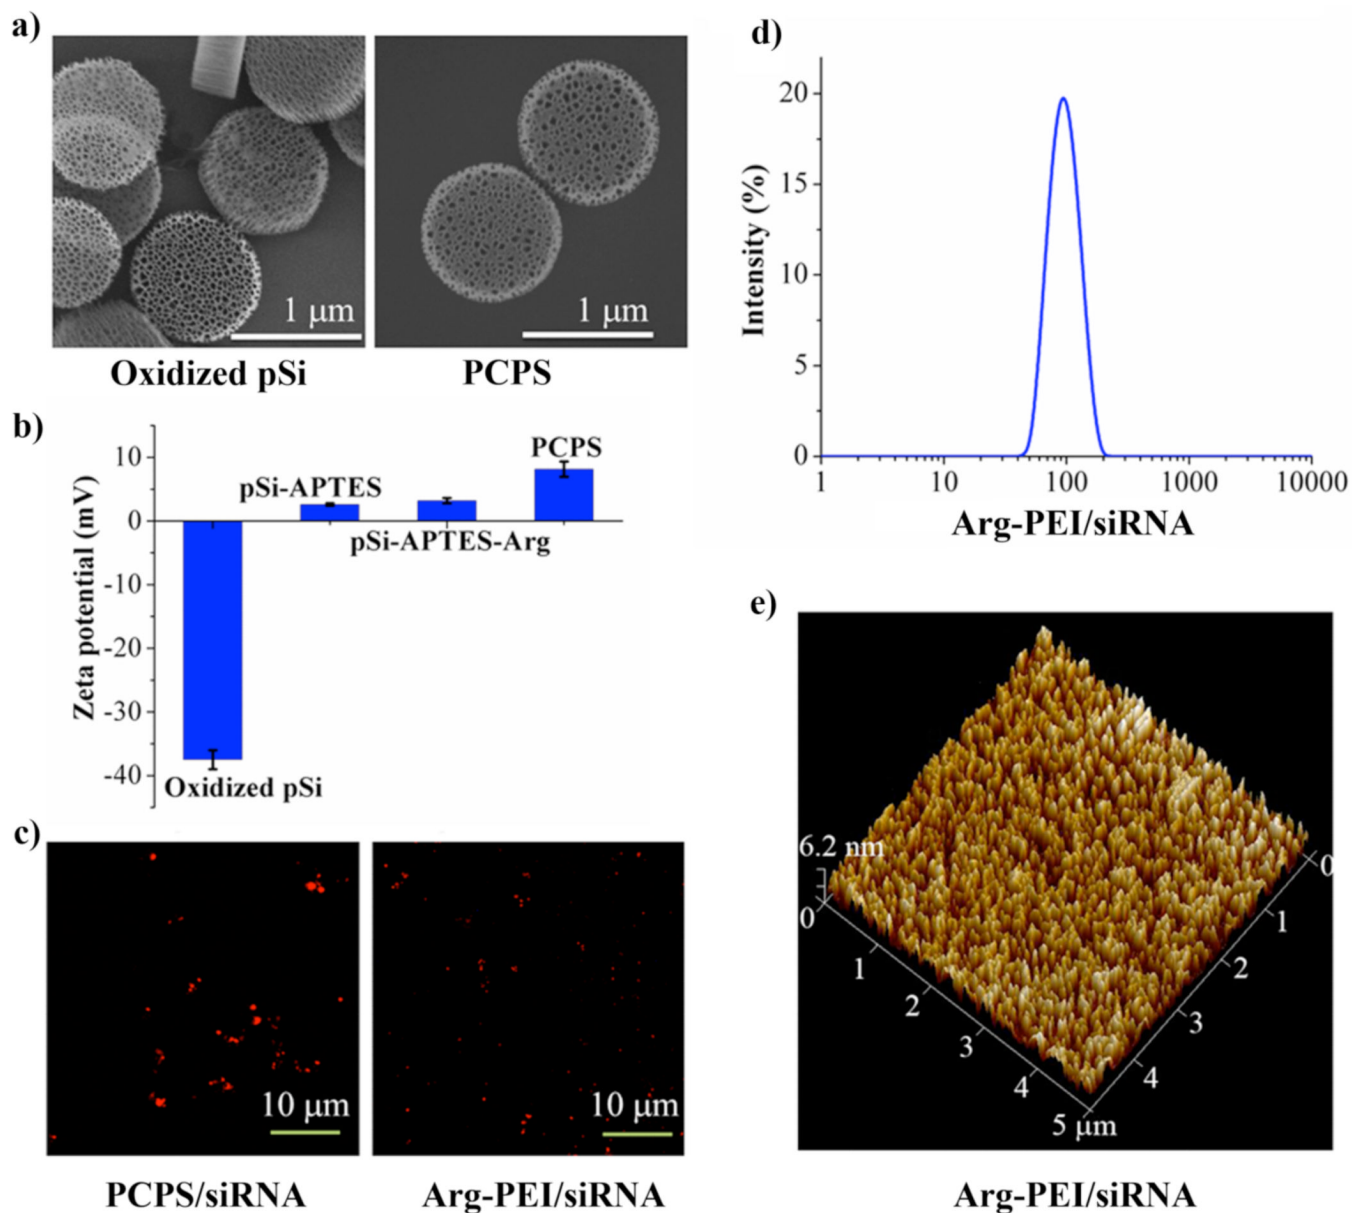 a)
1 µm
1 µm
Oxidized pSi
PCPS
b)
Zeta potential (mV)
10
0
-10
-20
-30
-40
pSi-APTES
PCPS
pSi-APTES-Arg
Oxidized pSi
c)
10 µm
10 µm
PCPS/siRNA
Arg-PEI/siRNA
d)
Intensity (%)
20
15
10
5
0
1
10
100
1000
10000
Arg-PEI/siRNA
e)
6.2 nm
0
1
2
3
4
5 µm
0
1
2
3
4
Arg-PEI/siRNA